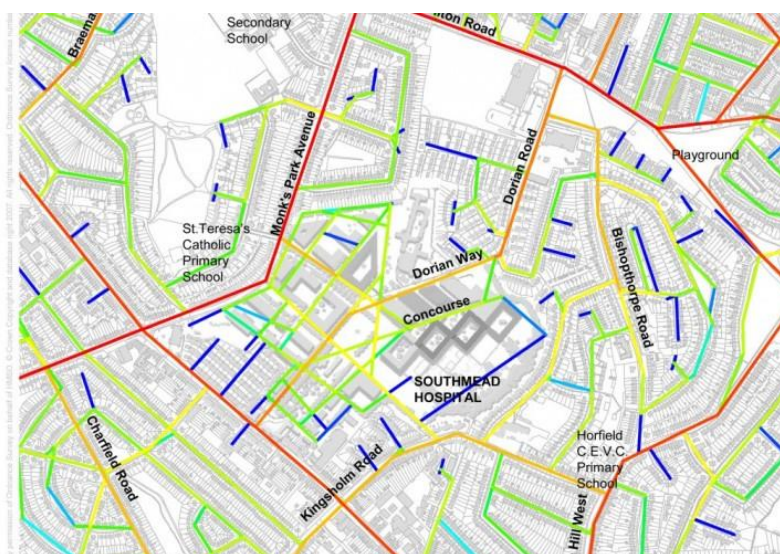 Secondary
School
ton Road
Braema
Monk's Park Avenue
Dorian Road
Playground
St.Teresa's
Catholic
Primary
School
Dorian Way
Bishopthorpe Road
Concourse
SOUTHMEAD
HOSPITAL
Charfield Road
Kingsholm Road
Horfield
C.E.V.C.
Primary
School
Hill West